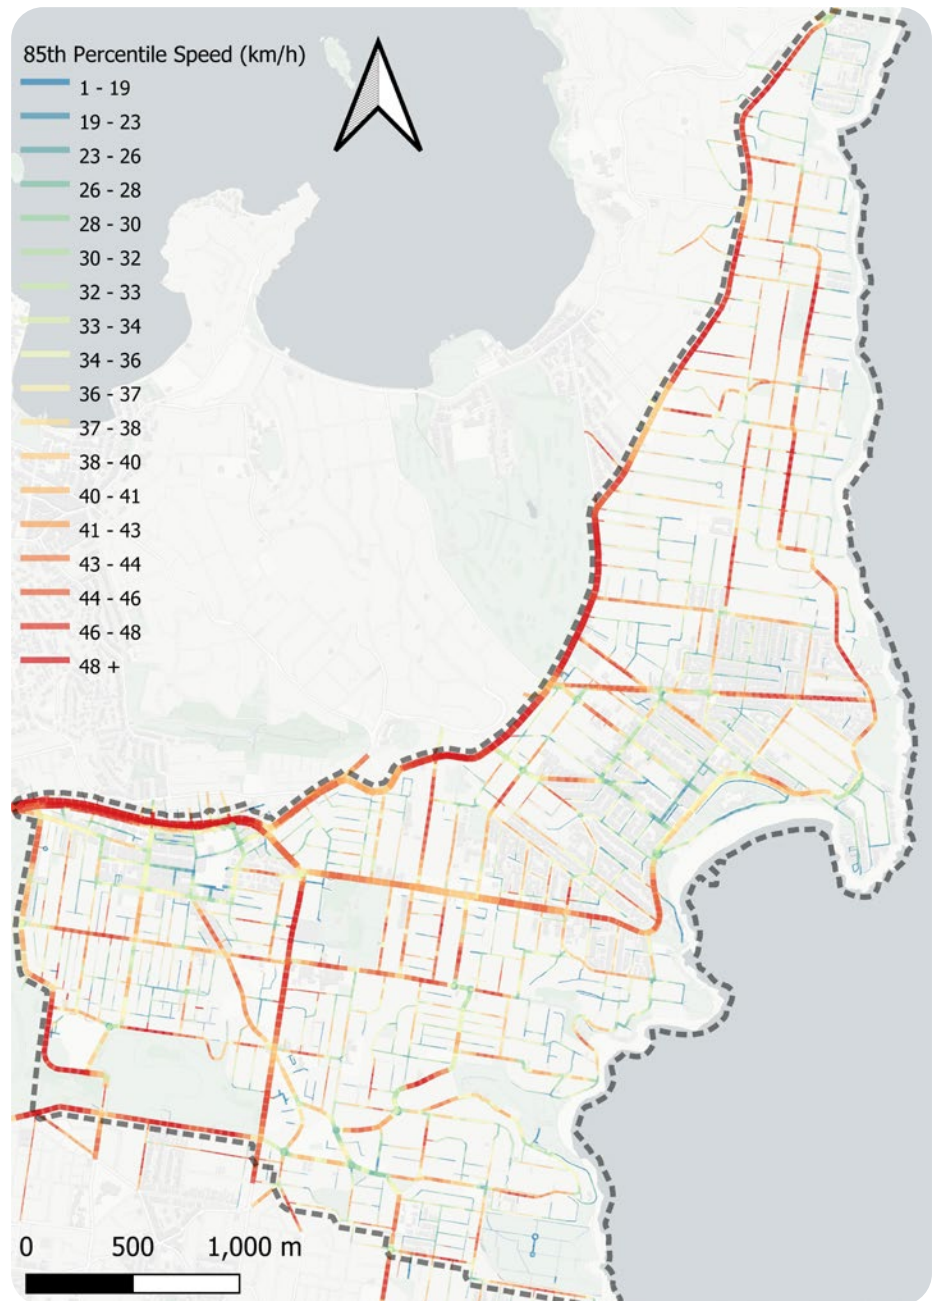 85th Percentile Speed (km/h)
1 - 19
19 - 23
23 - 26
26 - 28
28 - 30
30 - 32
32 - 33
33 - 34
34 - 36
36 - 37
37 - 38
38 - 40
40 - 41
41 - 43
43 - 44
44 - 46
46 - 48
48 +
0 500 1,000 m